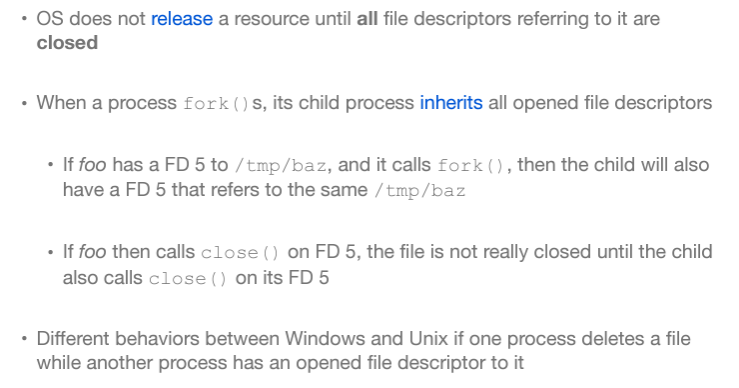 • OS does not release a resource until all file descriptors referring to it are
closed
• When a process fork()s, its child process inherits all opened file descriptors
• If foo has a FD 5 to /tmp/baz, and it calls fork(), then the child will also
have a FD 5 that refers to the same /tmp/baz
• If foo then calls close() on FD 5, the file is not really closed until the child
also calls close() on its FD 5
• Different behaviors between Windows and Unix if one process deletes a file
while another process has an opened file descriptor to it